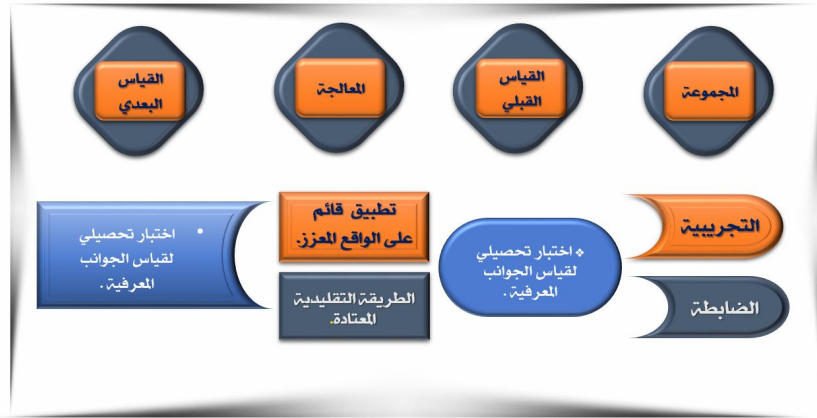 المجموعة
القياس
القبلي
المعالجة
القياس
البعدي
التجريبية
الضابطة
❖ اختبار تحصيلي
لقياس الجوانب
المعرفية .
تطبيق قائم
على الواقع المعزز.
الطريقة التقليدية
المعتادة.
• اختبار تحصيلي
لقياس الجوانب
المعرفية .